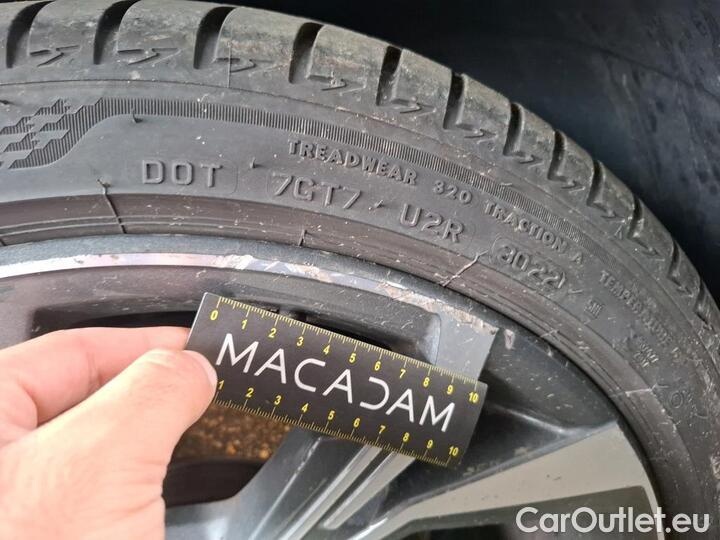 TREADWEAR 320 TRACTION A
DOT 7GT7 U2R 3022
0 1 2 3 4 5 6 7 8 9 10
MACADAM
1 2 3 4 5 6 7 8 9 10
CarOutlet.eu